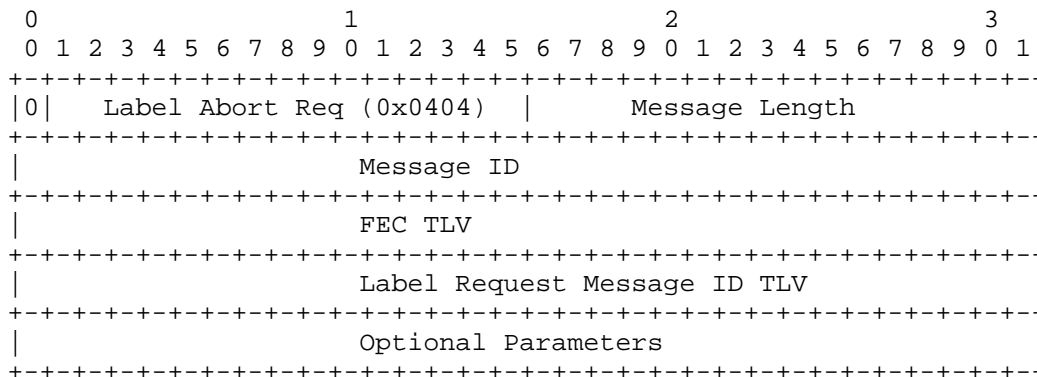 0                   1                   2                   3
 0 1 2 3 4 5 6 7 8 9 0 1 2 3 4 5 6 7 8 9 0 1 2 3 4 5 6 7 8 9 0 1
+-+-+-+-+-+-+-+-+-+-+-+-+-+-+-+-+-+-+-+-+-+-+-+-+-+-+-+-+-+-+-+--
|0|   Label Abort Req (0x0404)  |      Message Length
+-+-+-+-+-+-+-+-+-+-+-+-+-+-+-+-+-+-+-+-+-+-+-+-+-+-+-+-+-+-+-+--
|                     Message ID
+-+-+-+-+-+-+-+-+-+-+-+-+-+-+-+-+-+-+-+-+-+-+-+-+-+-+-+-+-+-+-+--
|                     FEC TLV
+-+-+-+-+-+-+-+-+-+-+-+-+-+-+-+-+-+-+-+-+-+-+-+-+-+-+-+-+-+-+-+--
|                     Label Request Message ID TLV
+-+-+-+-+-+-+-+-+-+-+-+-+-+-+-+-+-+-+-+-+-+-+-+-+-+-+-+-+-+-+-+--
|                     Optional Parameters
+-+-+-+-+-+-+-+-+-+-+-+-+-+-+-+-+-+-+-+-+-+-+-+-+-+-+-+-+-+-+-+--